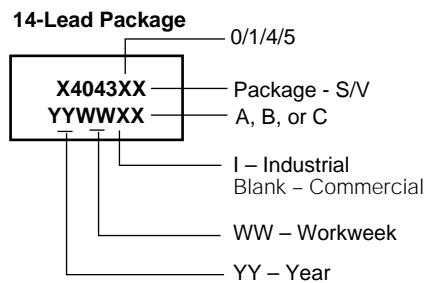 14-Lead Package
0/1/4/5
X4043XX
Package - S/V
YYWWXX
A, B, or C
I – Industrial
Blank – Commercial
WW – Workweek
YY – Year